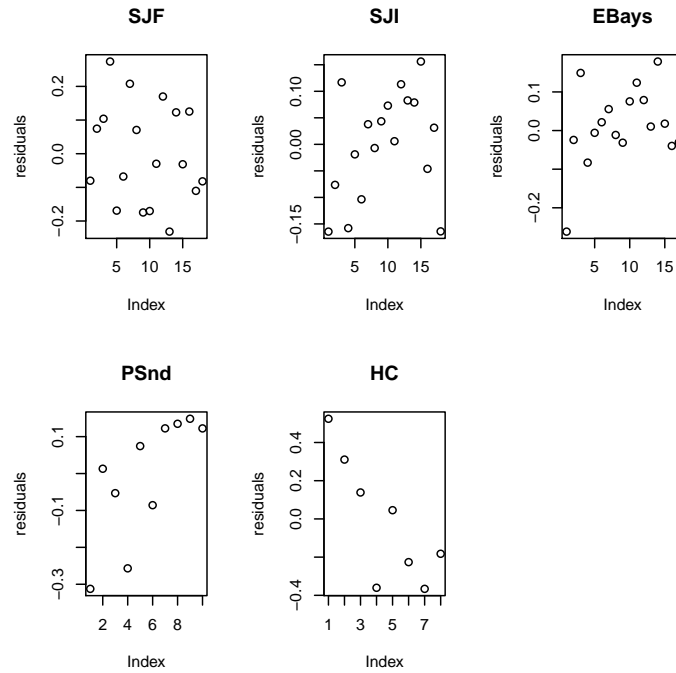 SJF
SJI
EBays
residuals
−0.2
0.0
0.2
5
10
15
Index
residuals
−0.15
0.00
0.10
5
10
15
Index
residuals
−0.2
0.0
0.1
5
10
15
Index
PSnd
HC
residuals
−0.3
−0.1
0.1
2
4
6
8
Index
residuals
−0.4
0.0
0.2
0.4
1
3
5
7
Index